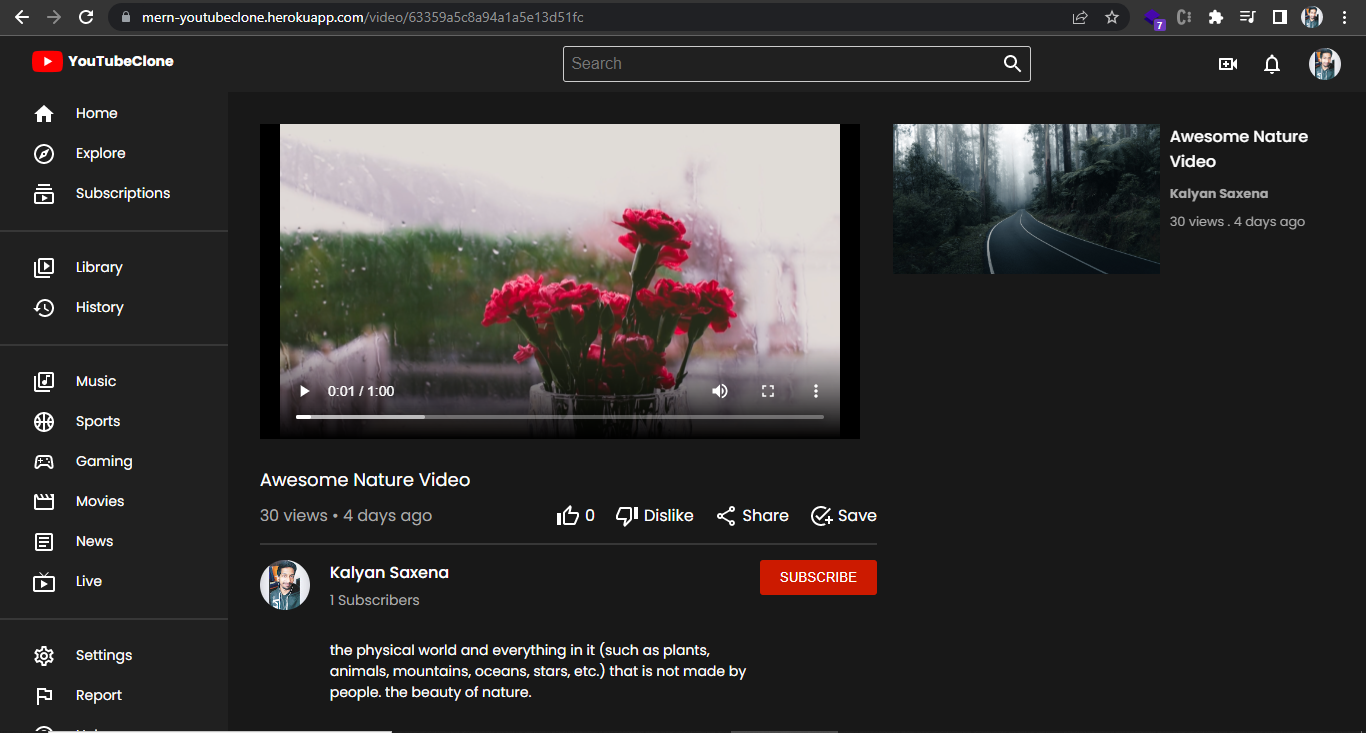 mern-youtubeclone.herokuapp.com/video/63359a5c8a94a1a5e13d51fc
7
YouTubeClone
Search
Home
Explore
Subscriptions
Library
History
Music
Sports
Gaming
Movies
News
Live
Settings
Report
0:01 / 1:00
Awesome Nature Video
30 views • 4 days ago
0 Dislike Share Save
Kalyan Saxena
1 Subscribers
SUBSCRIBE
the physical world and everything in it (such as plants,
animals, mountains, oceans, stars, etc.) that is not made by
people. the beauty of nature.
Awesome Nature
Video
Kalyan Saxena
30 views . 4 days ago